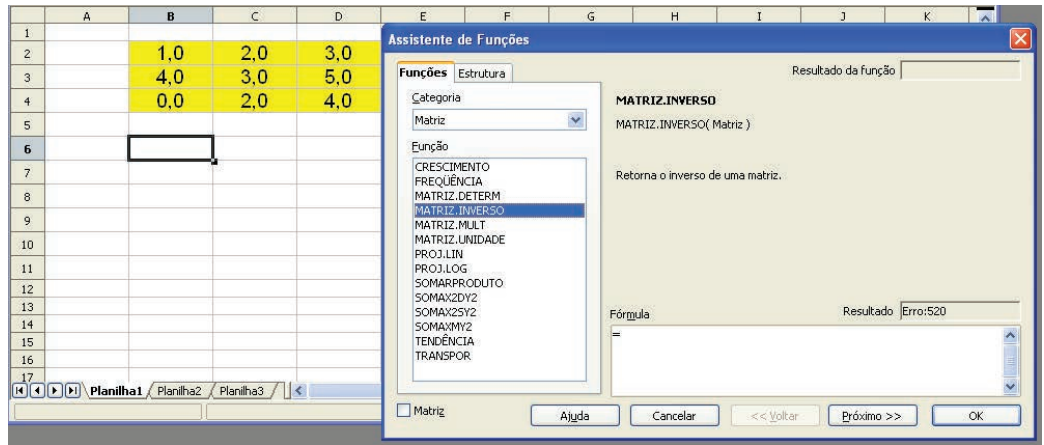 A B C D E F G H I J K
1
2 1,0 2,0 3,0
3 4,0 3,0 5,0
4 0,0 2,0 4,0
5
6
7
8
9
10
11
12
13
14
15
16
17
Planilha1 Planilha2 Planilha3
Assistente de Funções
Funções Estrutura
Resultado da função
Categoria
Matriz
Função
CRESCIMENTO
FREQÜÊNCIA
MATRIZ.DETERM
MATRIZ.INVERSO
MATRIZ.MULT
MATRIZ.UNIDADE
PROJ.LIN
PROJ.LOG
SOMARPRODUTO
SOMAX2DY2
SOMAX2SY2
SOMAXMY2
TENDÊNCIA
TRANSPOR
MATRIZ.INVERSO
MATRIZ.INVERSO( Matriz )
Retorna o inverso de uma matriz.
Fórmula
Resultado Erro:520
=
Matriz
Ajuda Cancelar << Voltar Próximo >> OK